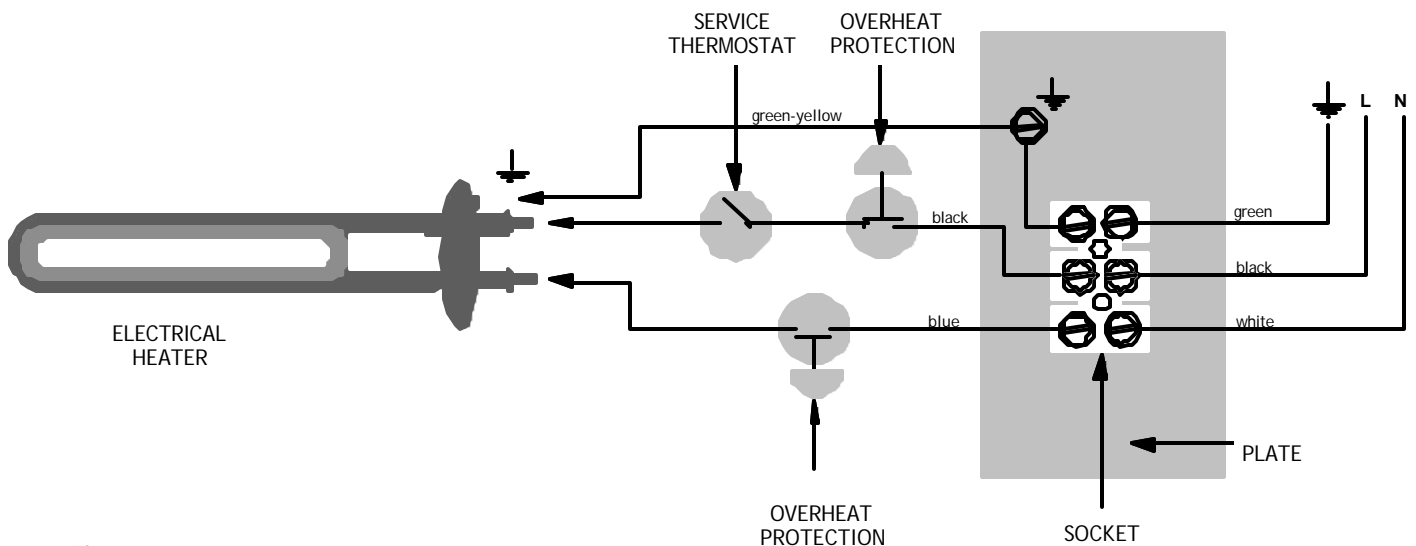 SERVICE
THERMOSTAT
OVERHEAT
PROTECTION
L N
green-yellow
black
green
black
blue
white
ELECTRICAL
HEATER
PLATE
OVERHEAT
PROTECTION
SOCKET